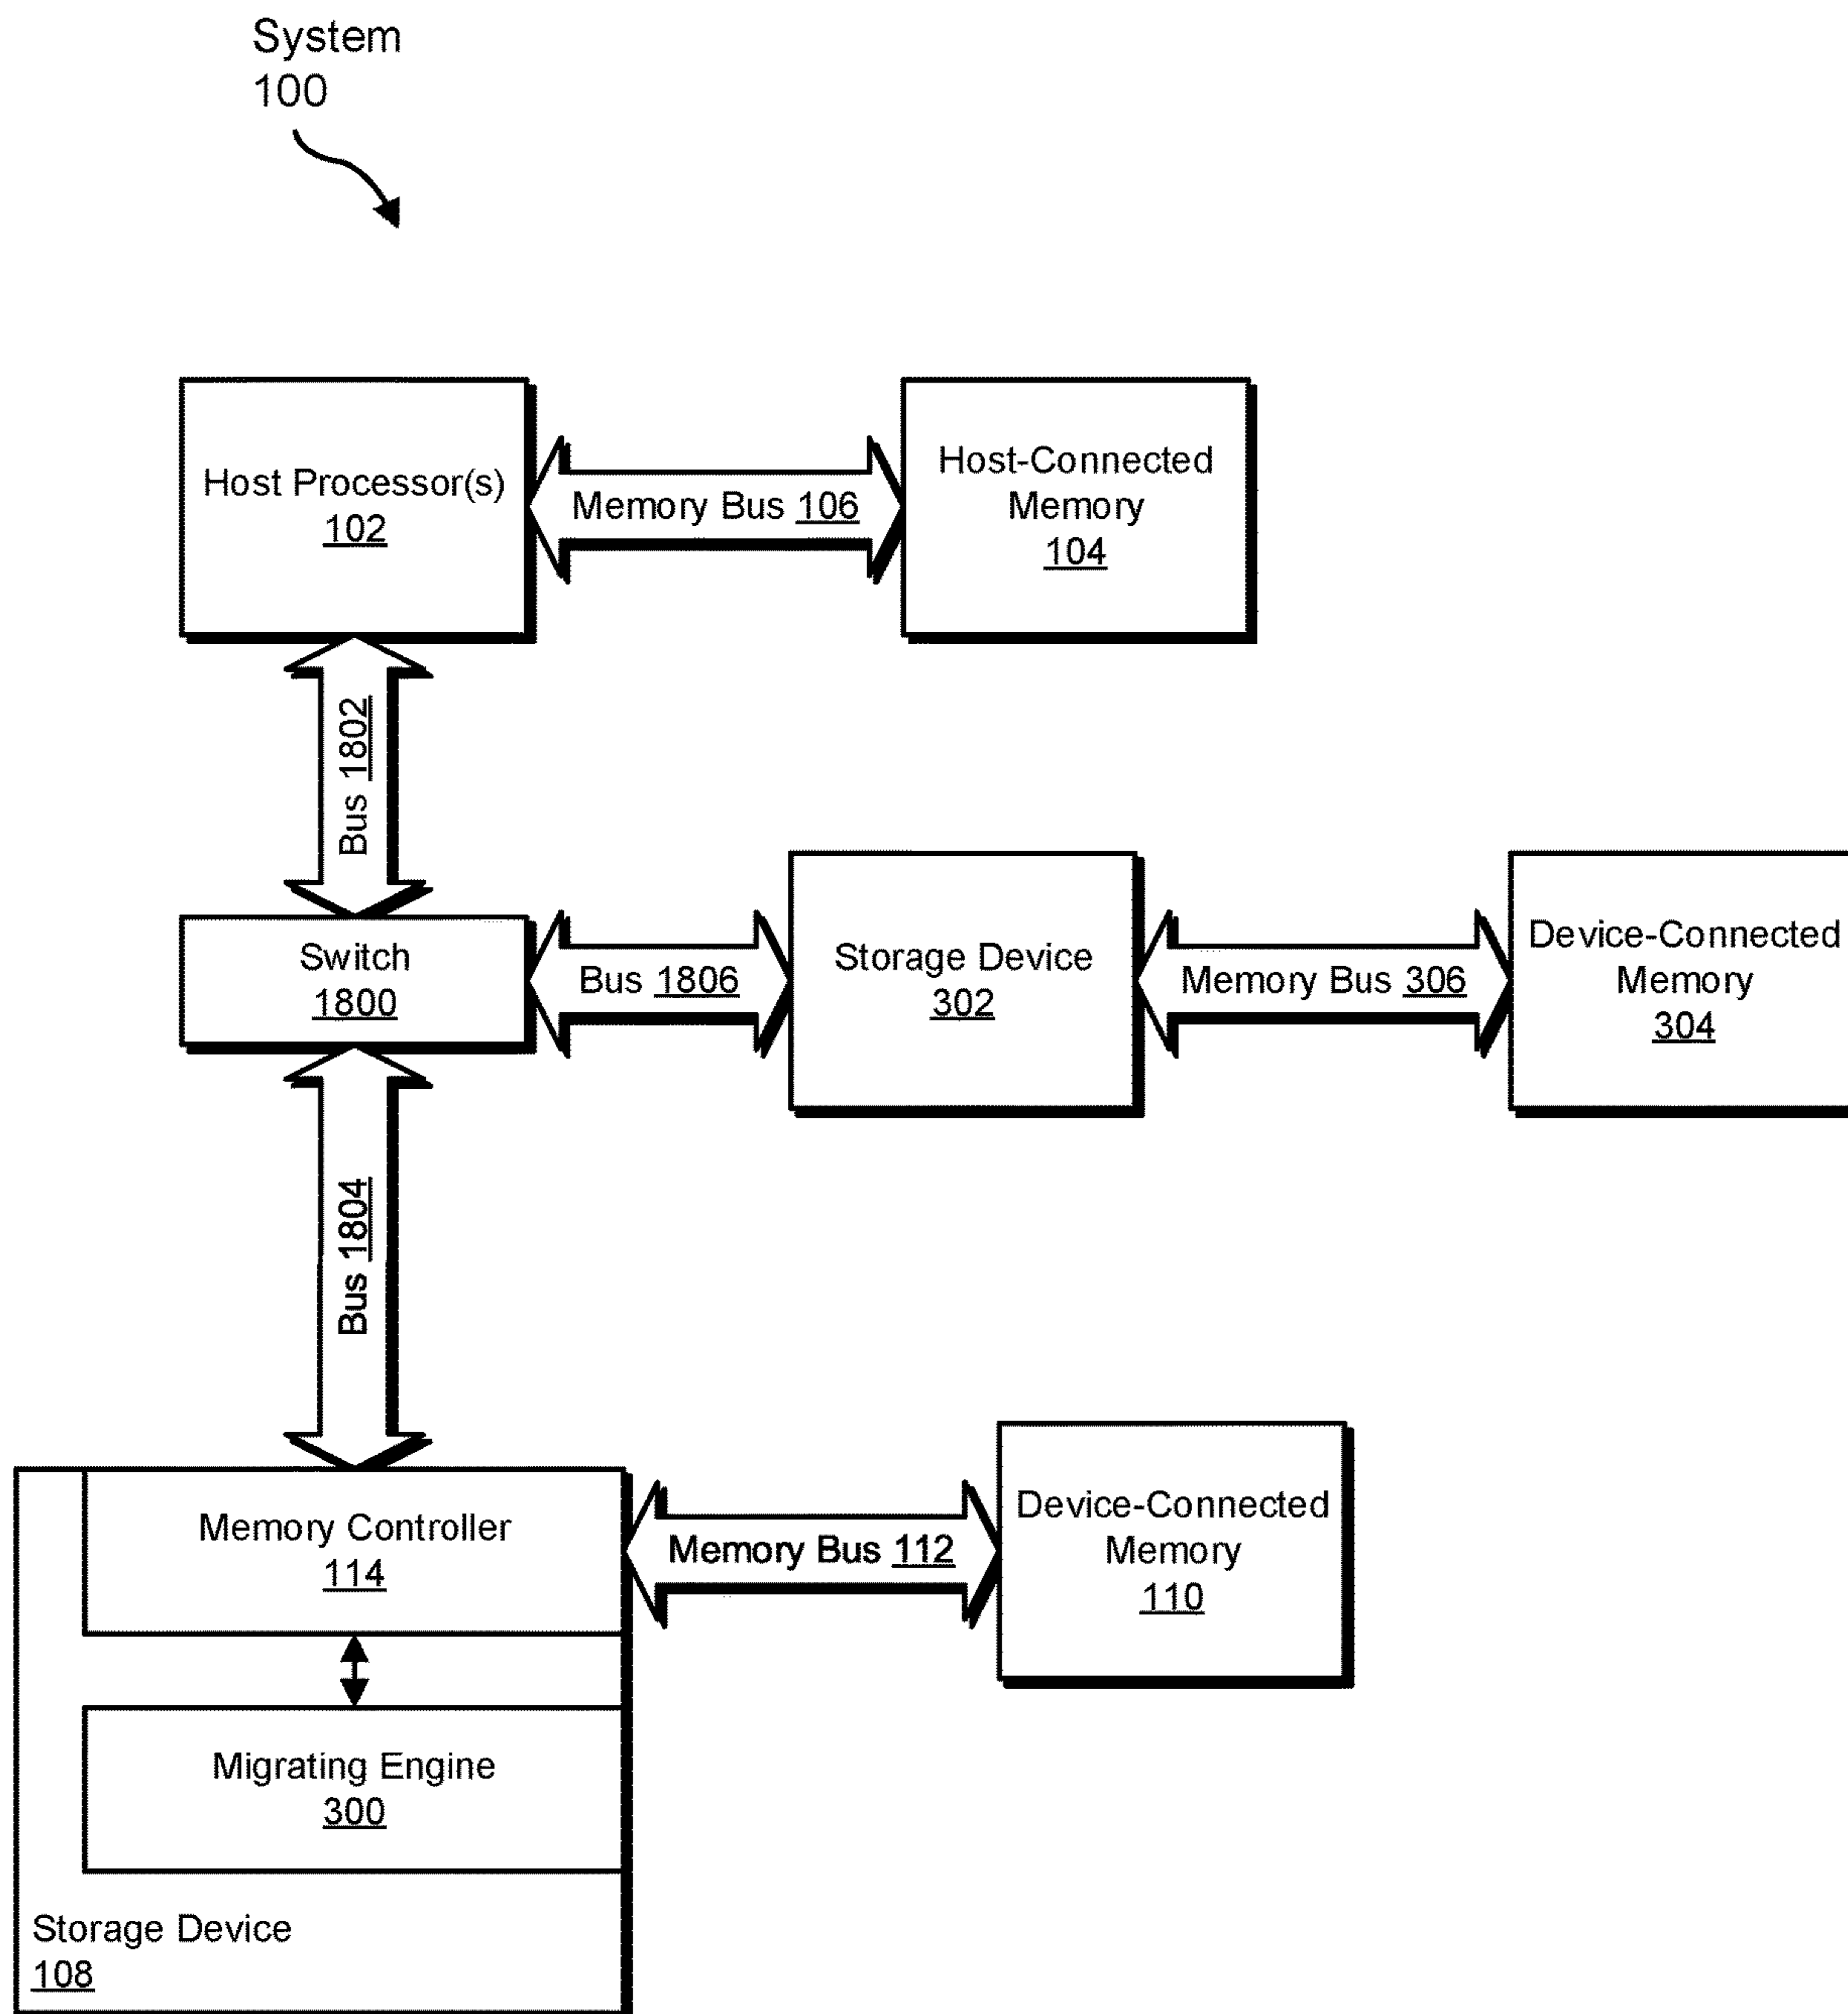 System
100
Host Processor(s)
102
Memory Bus 106
Host-Connected
Memory
104
Bus 1802
Switch
1800
Bus 1806
Storage Device
302
Memory Bus 306
Device-Connected
Memory
304
Bus 1804
Memory Controller
114
Memory Bus 112
Device-Connected
Memory
110
Migrating Engine
300
Storage Device
108